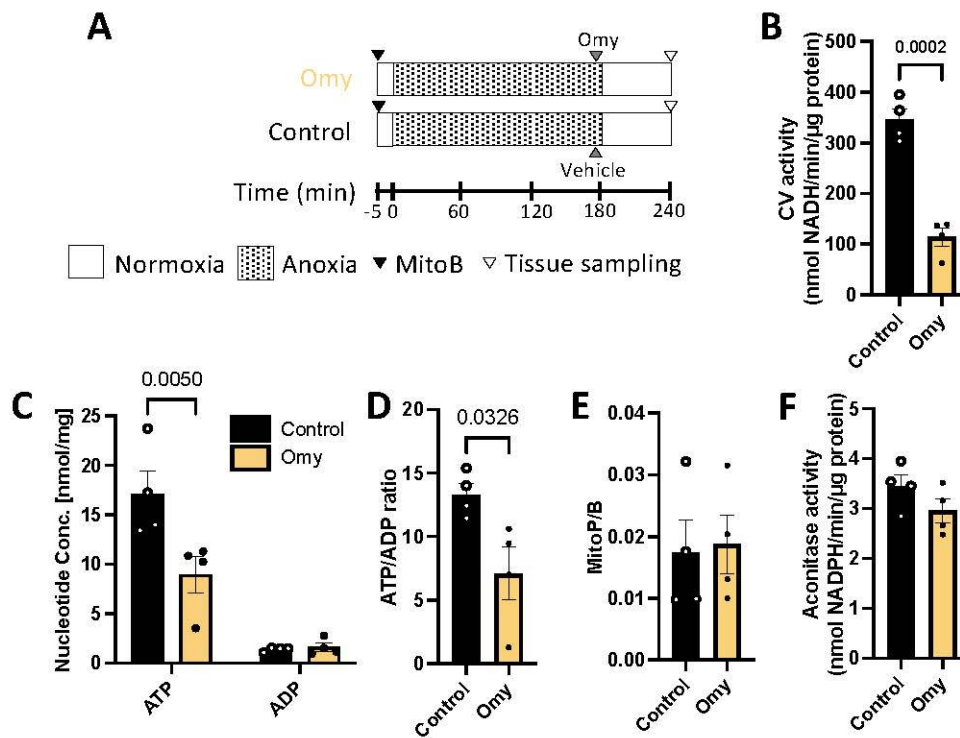 A
Omy
Omy
Control
Vehicle
Time (min)
-5 0 60 120 180 240
Normoxia Anoxia MitoB Tissue sampling
B
0.0002
CV activity
(nmol NADH/min/µg protein)
500
400
300
200
100
0
Control Omy
C
0.0050
Nucleotide Conc. [nmol/mg]
25
20
15
10
5
0
Control
Omy
ATP ADP
D
0.0326
ATP/ADP ratio
20
15
10
5
0
Control Omy
E
MitoP/B
0.04
0.03
0.02
0.01
0.00
Control Omy
F
Aconitase activity
(nmol NADPH/min/µg protein)
5
4
3
2
1
0
Control Omy